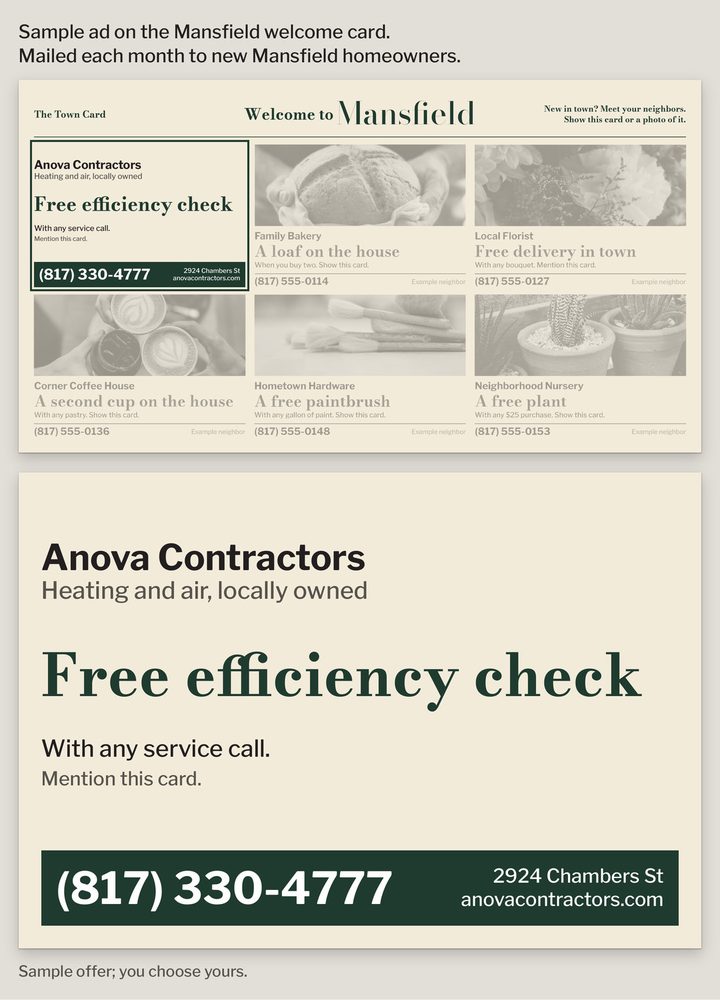 Sample ad on the Mansfield welcome card.
Mailed each month to new Mansfield homeowners.
The Town Card
Welcome to Mansfield
New in town? Meet your neighbors.
Show this card or a photo of it.
Anova Contractors
Heating and air, locally owned
Free efficiency check
With any service call.
Mention this card.
(817) 330-4777
2924 Chambers St
anovacontractors.com
Family Bakery
A loaf on the house
When you buy two. Show this card.
(817) 555-0114
Example neighbor
Local Florist
Free delivery in town
With any bouquet. Mention this card.
(817) 555-0127
Example neighbor
Corner Coffee House
A second cup on the house
With any pastry. Show this card.
(817) 555-0136
Example neighbor
Hometown Hardware
A free paintbrush
With any gallon of paint. Show this card.
(817) 555-0148
Example neighbor
Neighborhood Nursery
A free plant
With any $25 purchase. Show this card.
(817) 555-0153
Example neighbor
Anova Contractors
Heating and air, locally owned
Free efficiency check
With any service call.
Mention this card.
(817) 330-4777
2924 Chambers St
anovacontractors.com
Sample offer; you choose yours.